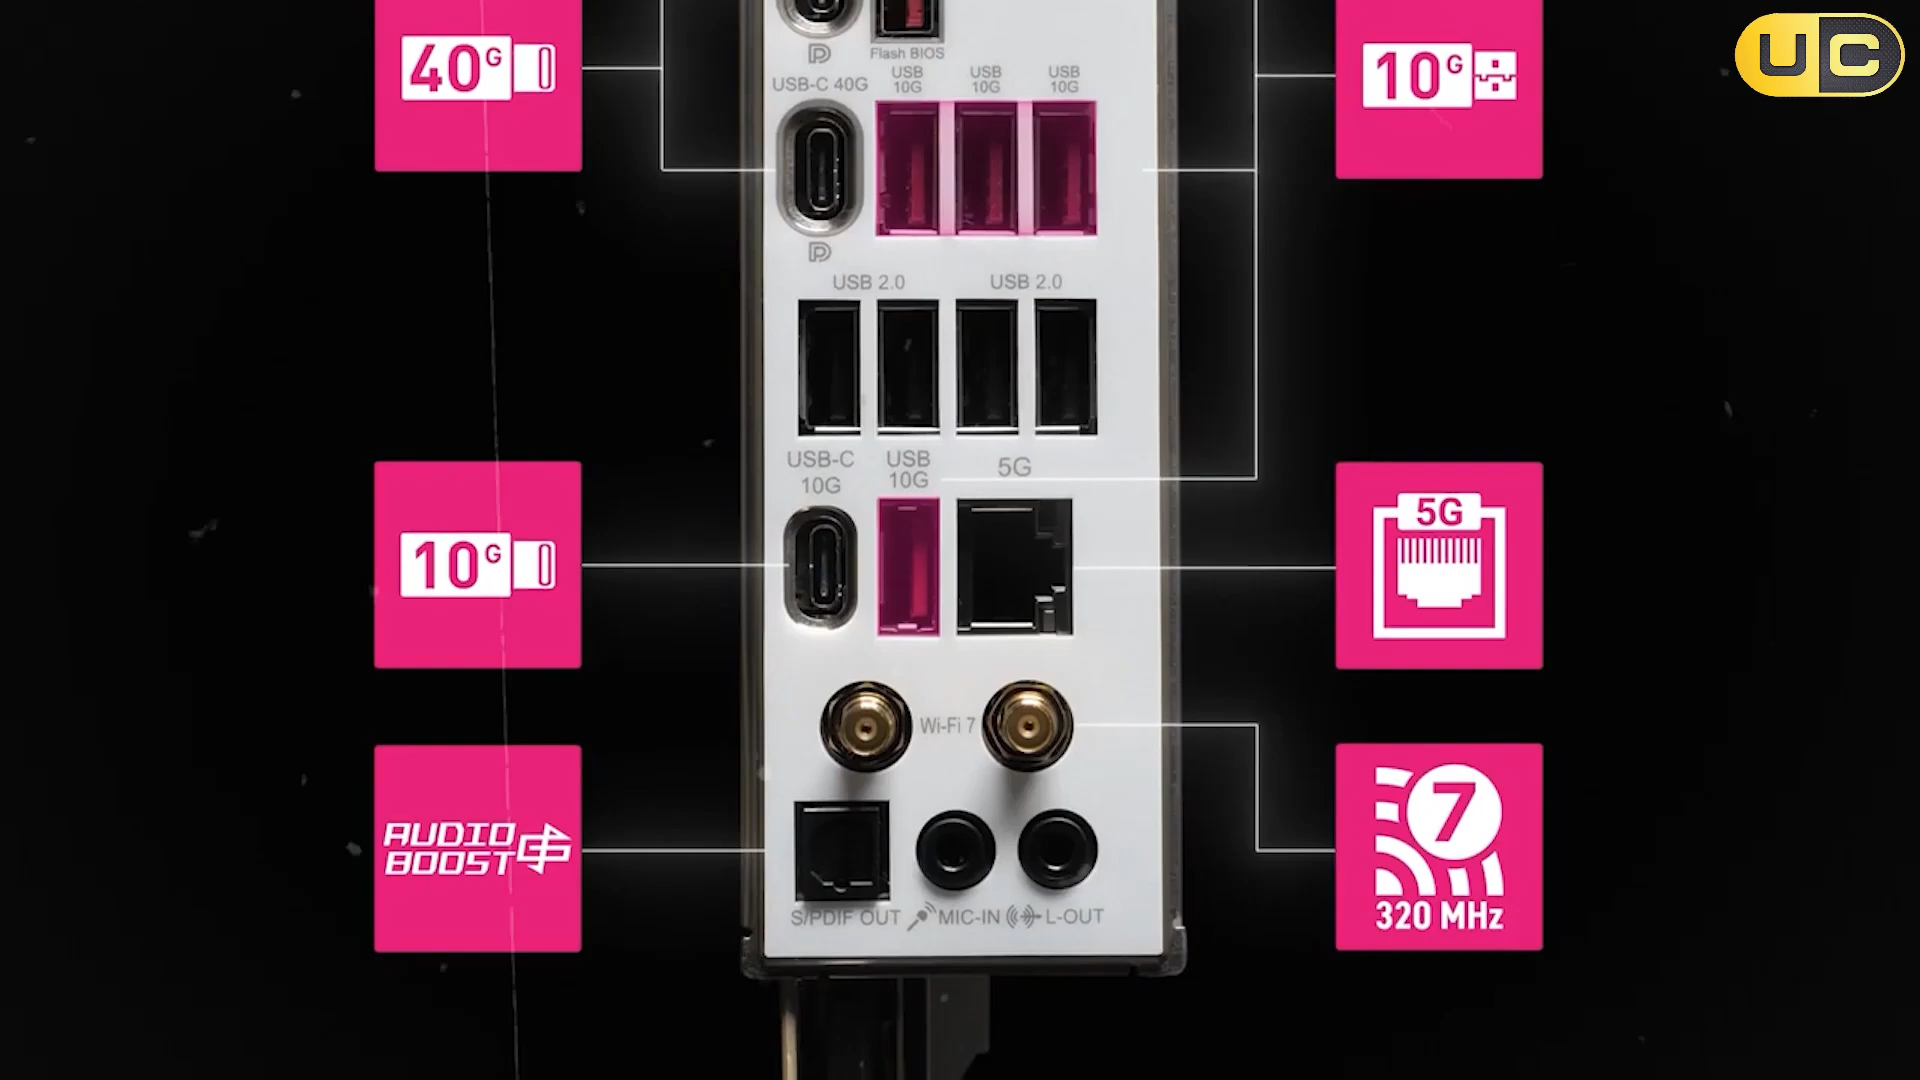 UC
40G
10G
Flash BIOS
USB-C 40G
USB 10G
USB 10G
USB 10G
USB 2.0
USB 2.0
USB-C 10G
USB 10G
5G
10G
5G
Wi-Fi 7
7
320 MHz
AUDIO
BOOST
S/PDIF OUT
MIC-IN
L-OUT